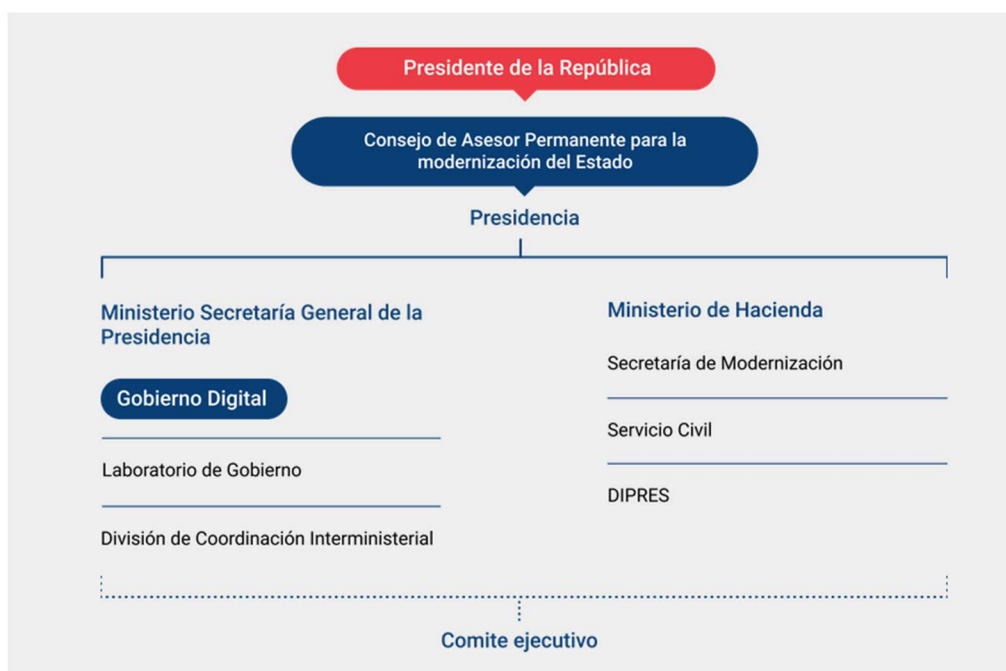 Presidente de la República
Consejo de Asesor Permanente para la
modernización del Estado
Presidencia
Ministerio Secretaría General de la
Presidencia
Gobierno Digital
Laboratorio de Gobierno
División de Coordinación Interministerial
Ministerio de Hacienda
Secretaría de Modernización
Servicio Civil
DIPRES
Comite ejecutivo